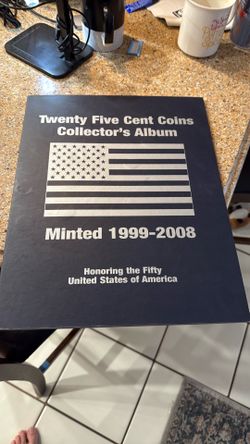 Twenty Five Cent Coins
Collector's Album
Minted 1999-2008
Honoring the Fifty
United States of America